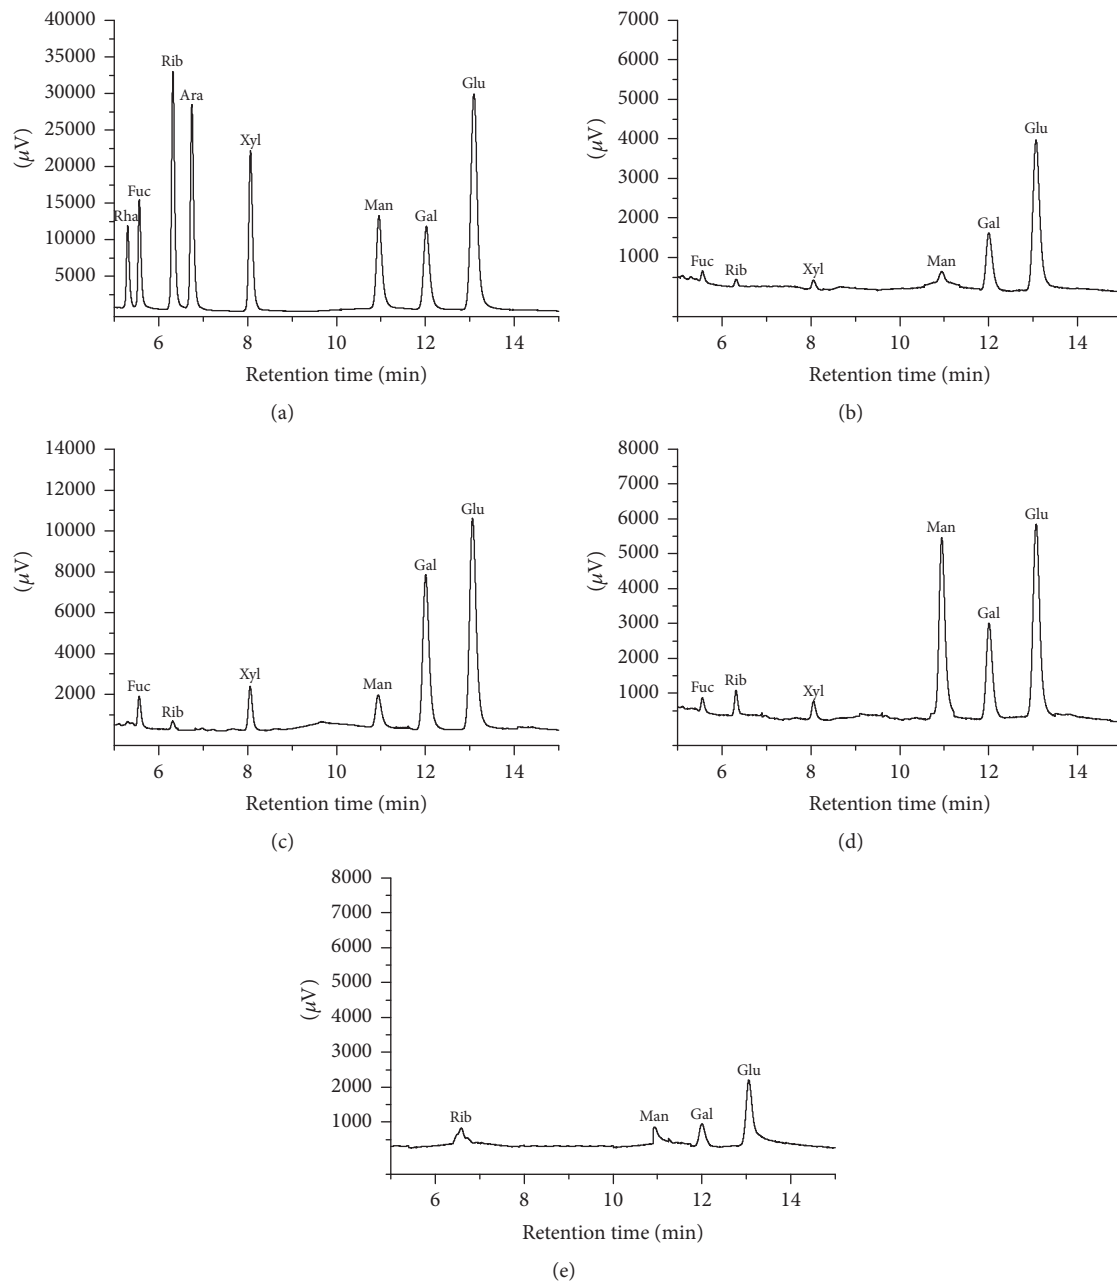 40000
35000
30000
25000
20000
15000
10000
5000
(μV)
Rha
Fuc
Rib
Ara
Xyl
Man
Gal
Glu
6 8 10 12 14
Retention time (min)
(a)
7000
6000
5000
4000
3000
2000
1000
(μV)
Fuc
Rib
Xyl
Man
Gal
Glu
6 8 10 12 14
Retention time (min)
(b)
14000
12000
10000
8000
6000
4000
2000
(μV)
Fuc
Rib
Xyl
Man
Gal
Glu
6 8 10 12 14
Retention time (min)
(c)
8000
7000
6000
5000
4000
3000
2000
1000
(μV)
Fuc
Rib
Xyl
Man
Gal
Glu
6 8 10 12 14
Retention time (min)
(d)
8000
7000
6000
5000
4000
3000
2000
1000
(μV)
Rib
Man
Gal
Glu
6 8 10 12 14
Retention time (min)
(e)